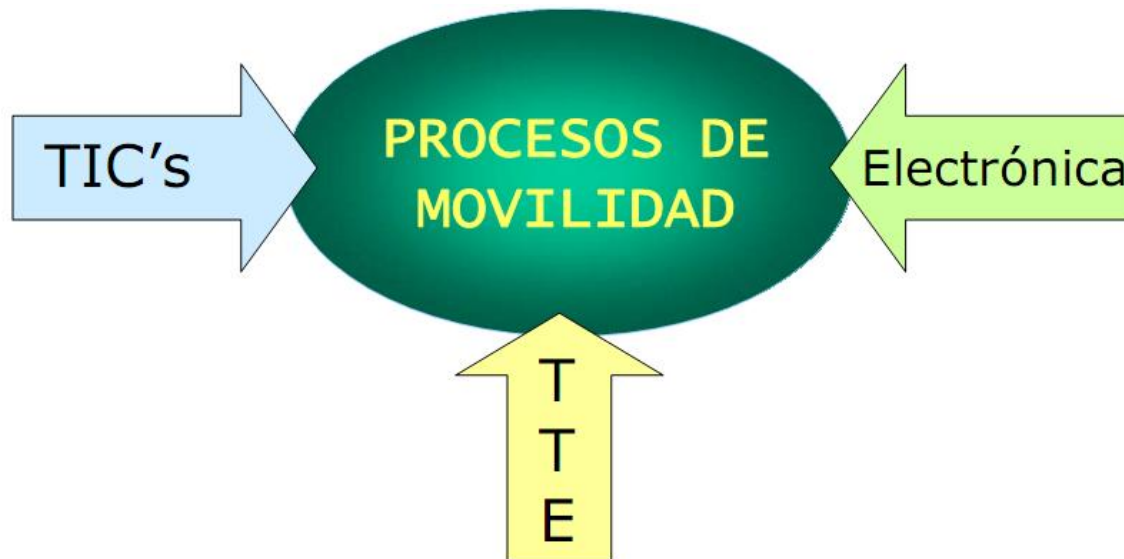 TIC’s
PROCESOS DE
MOVILIDAD
Electrónica
T
T
E